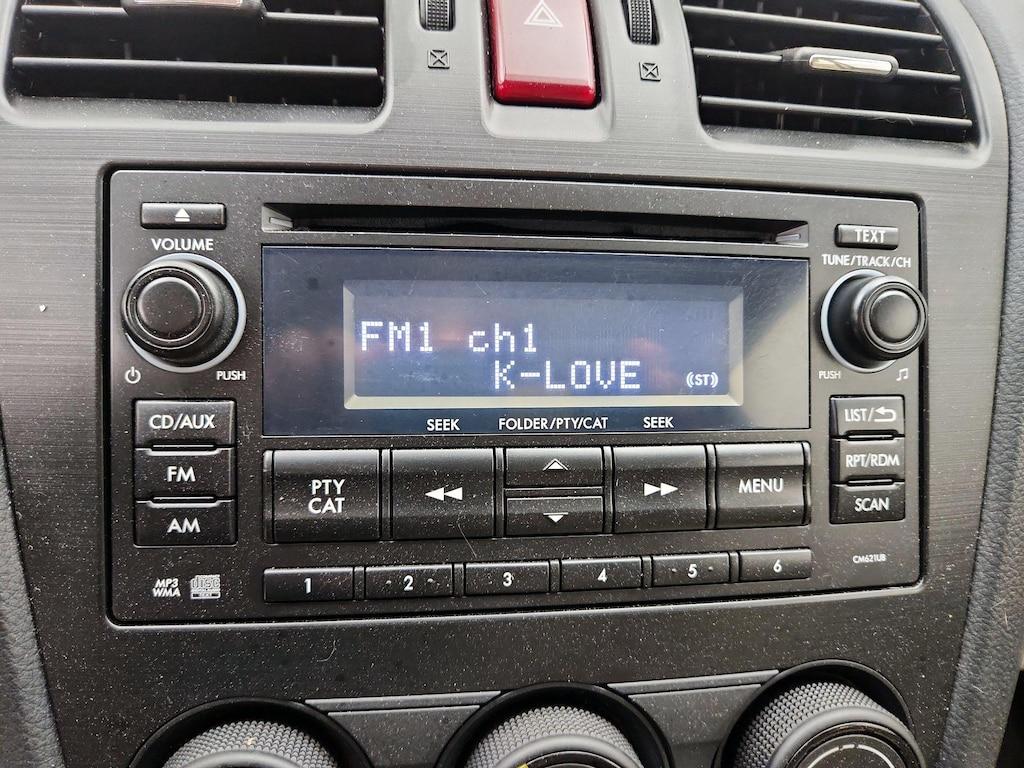 VOLUME
TEXT
TUNE/TRACK/CH
FM1 ch1
K-LOVE
(ST)
PUSH
PUSH
SEEK
FOLDER/PTY/CAT
SEEK
CD/AUX
FM
AM
PTY
CAT
MENU
LIST/
RPT/RDM
SCAN
MP3
WMA
disc
1
2
3
4
5
6
CM621UB